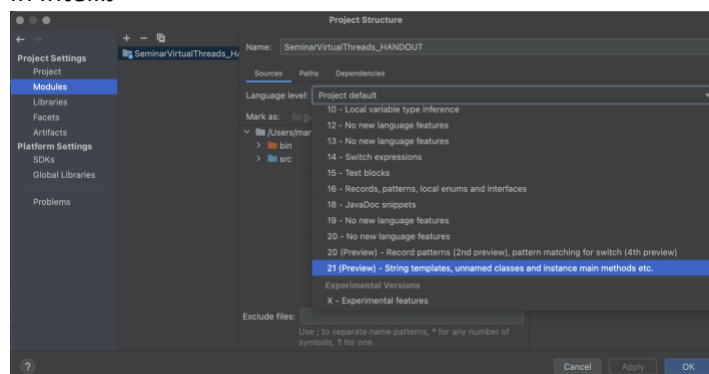 Project Structure
Project Settings
Project
Modules
Libraries
Facets
Artifacts
Platform Settings
SDKs
Global Libraries
Problems
SeminarVirtualThreads_H
Name: SeminarVirtualThreads_HANDOUT
Sources Paths Dependencies
Language level: Project default
10 - Local variable type inference
12 - No new language features
13 - No new language features
14 - Switch expressions
15 - Text blocks
16 - Records, patterns, local enums and interfaces
18 - JavaDoc snippets
19 - No new language features
20 - No new language features
20 (Preview) - Record patterns (2nd preview), pattern matching for switch (4th preview)
21 (Preview) - String templates, unnamed classes and instance main methods etc.
Experimental Versions
X - Experimental features
Mark as:
/Users/mar
bin
src
Exclude files:
Use ; to separate name patterns, * for any number of
symbols, ? for one.
?
Cancel Apply OK